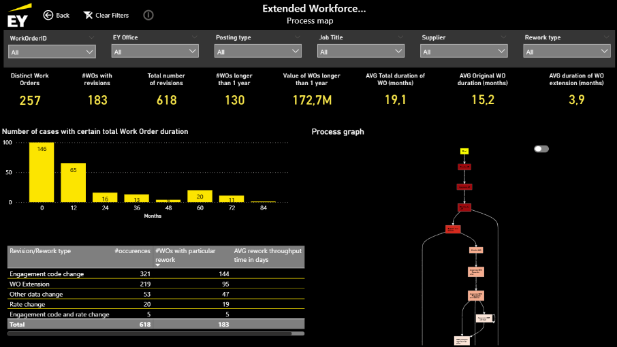 EY
Back
Clear Filters
Extended Workforce...
Process map
WorkOrderID
EY Office
Posting type
Job Title
Supplier
Rework type
All
All
All
All
All
All
Distinct Work Orders
257
#WOs with revisions
183
Total number of revisions
618
#WOs longer than 1 year
130
Value of WOs longer than 1 year
172,7M
AVG Total duration of WO (months)
19,1
AVG Original WO duration (months)
15,2
AVG duration of WO extension (months)
3,9
Number of cases with certain total Work Order duration
100
50
0
146
65
16
13
20
11
0 12 24 36 48 60 72 84
Months
Process graph
Revision/Rework type #occurences #WOs with particular rework AVG rework throughput time in days
Engagement code change 321 144
WO Extension 219 95
Other data change 53 47
Rate change 20 19
Engagement code and rate change 5 5
Total 618 183